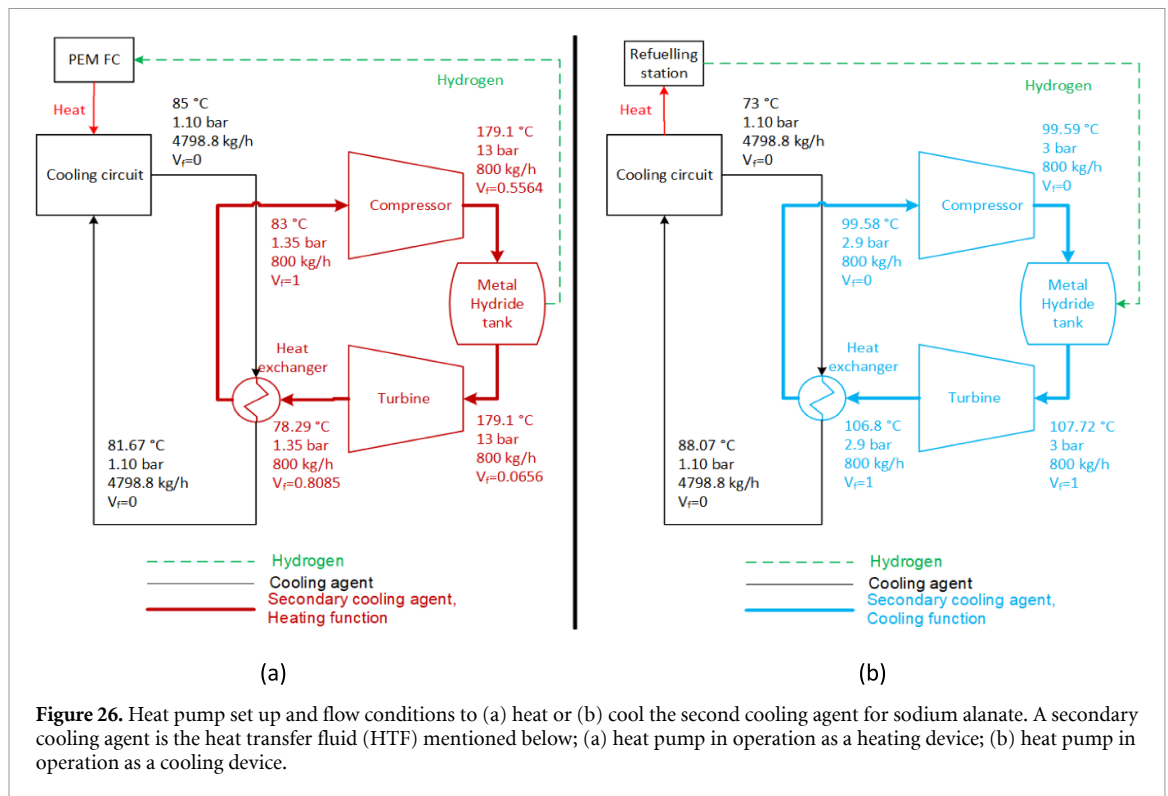 PEM FC
Hydrogen
Heat
85 °C
1.10 bar
4798.8 kg/h
Vf=0
Cooling circuit
179.1 °C
13 bar
800 kg/h
Vf=0.5564
Compressor
83 °C
1.35 bar
800 kg/h
Vf=1
Metal
Hydride
tank
Heat
exchanger
Turbine
81.67 °C
1.10 bar
4798.8 kg/h
Vf=0
78.29 °C
1.35 bar
800 kg/h
Vf=0.8085
179.1 °C
13 bar
800 kg/h
Vf=0.0656
Hydrogen
Cooling agent
Secondary cooling agent,
Heating function
(a)
Refuelling
station
Hydrogen
Heat
73 °C
1.10 bar
4798.8 kg/h
Vf=0
Cooling circuit
99.59 °C
3 bar
800 kg/h
Vf=0
Compressor
99.58 °C
2.9 bar
800 kg/h
Vf=0
Metal
Hydride
tank
Heat
exchanger
Turbine
88.07 °C
1.10 bar
4798.8 kg/h
Vf=0
106.8 °C
2.9 bar
800 kg/h
Vf=1
107.72 °C
3 bar
800 kg/h
Vf=1
Hydrogen
Cooling agent
Secondary cooling agent,
Cooling function
(b)
Figure 26. Heat pump set up and flow conditions to (a) heat or (b) cool the second cooling agent for sodium alanate. A secondary
cooling agent is the heat transfer fluid (HTF) mentioned below; (a) heat pump in operation as a heating device; (b) heat pump in
operation as a cooling device.